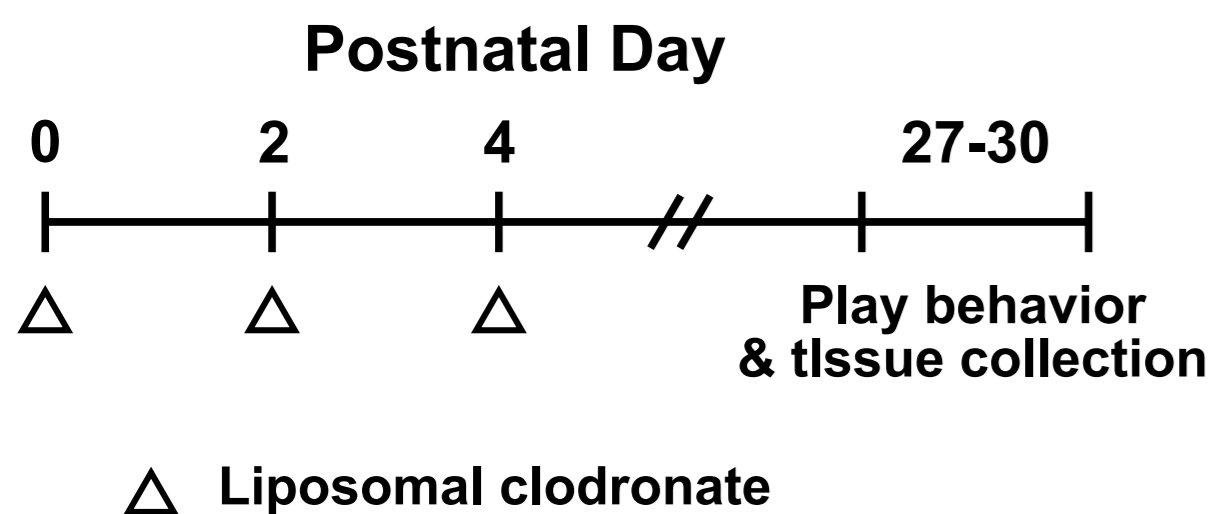 Postnatal Day
0 2 4 27-30
Play behavior
& tIssue collection
Liposomal clodronate